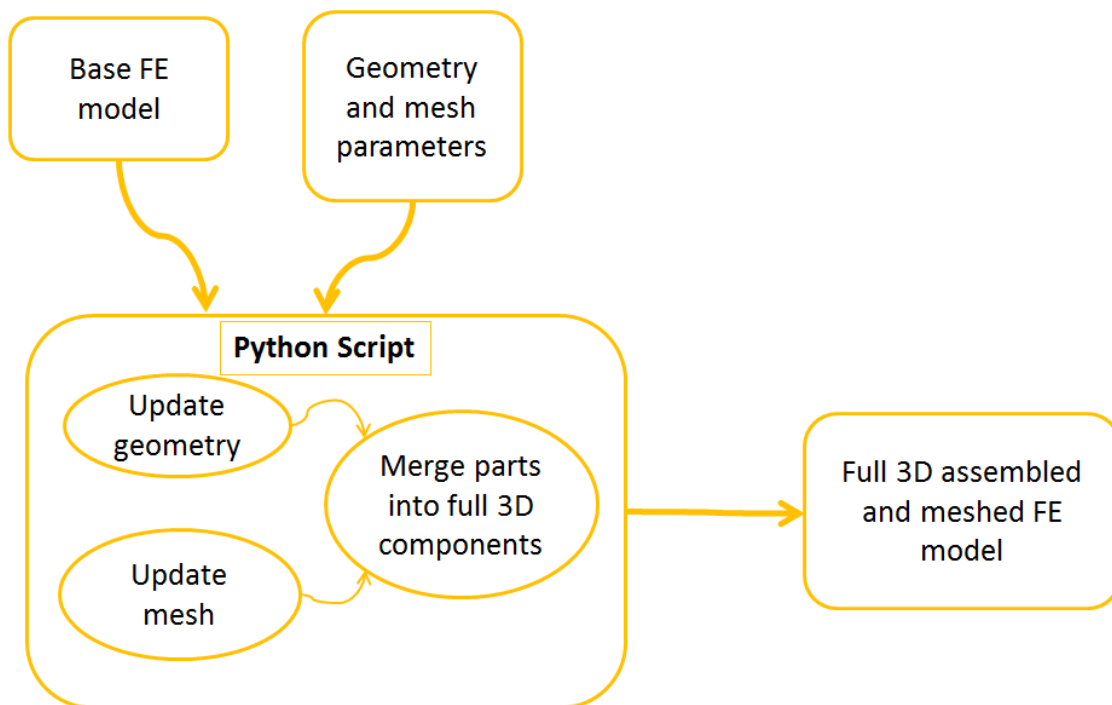 Base FE
model
Geometry
and mesh
parameters
Python Script
Update
geometry
Merge parts
into full 3D
components
Update
mesh
Full 3D assembled
and meshed FE
model